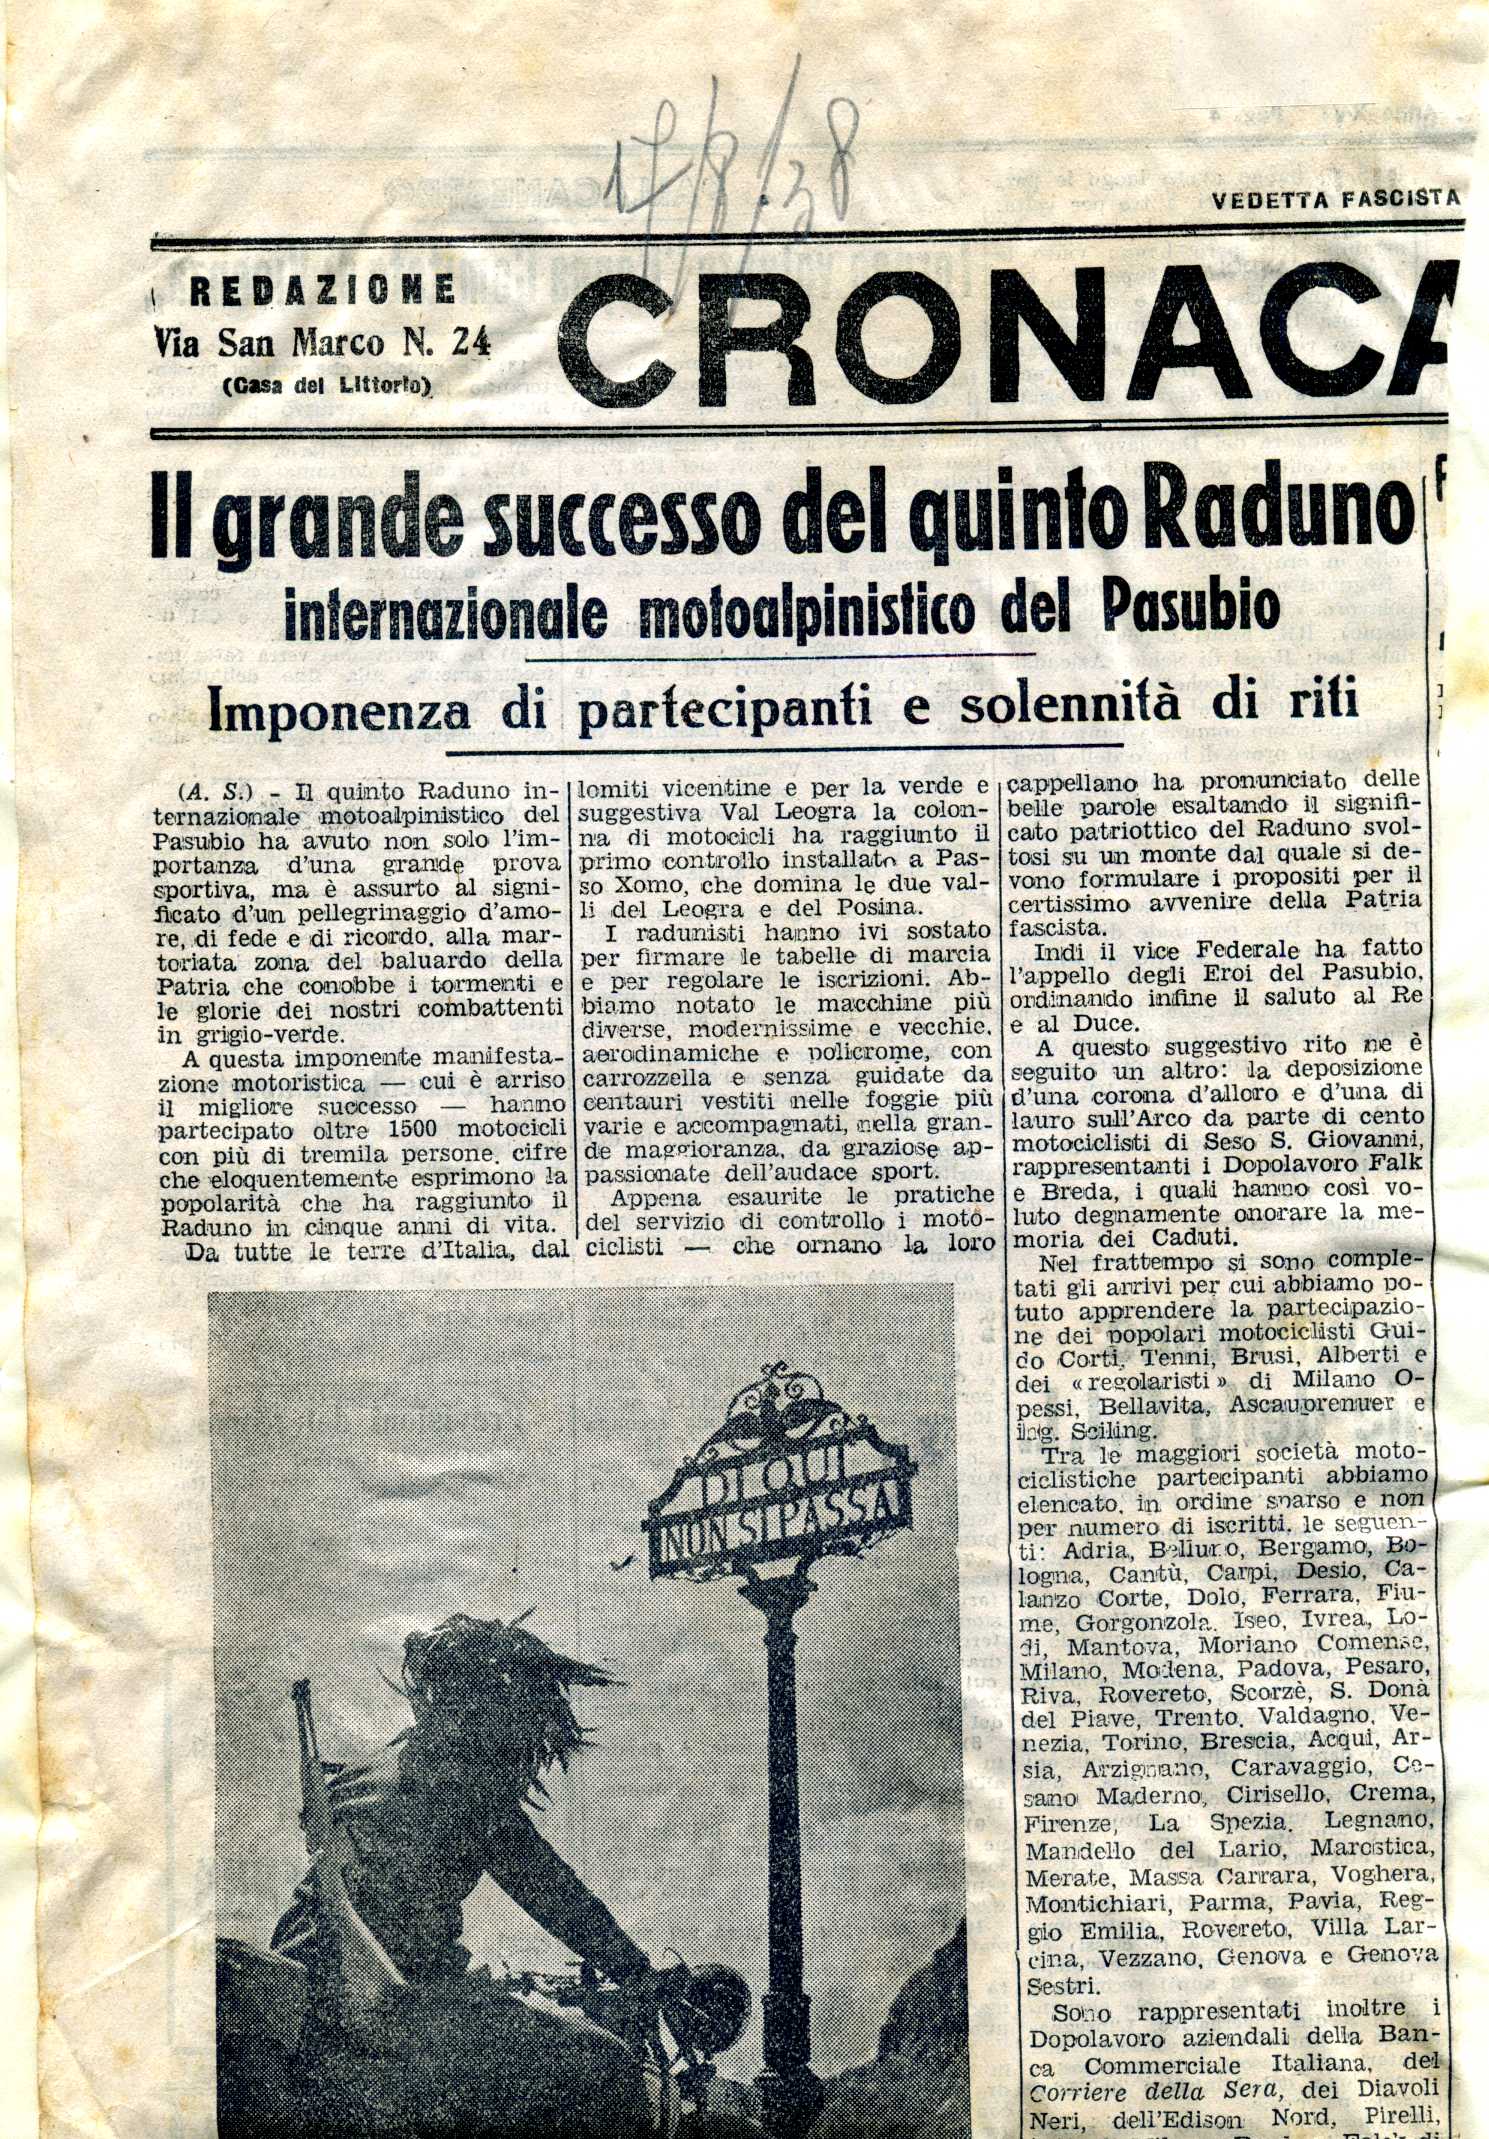 17/8/38
VEDETTA FASCISTA
REDAZIONE
Via San Marco N. 24
(Casa del Littorio)
CRONACA
Il grande successo del quinto Raduno
internazionale motoalpinistico del Pasubio
Imponenza di partecipanti e solennità di riti
(A. S.) - Il quinto Raduno in-
ternazionale motoalpinistico del
Pasubio ha avuto non solo l'im-
portanza d'una grande prova
sportiva, ma è assurto al signi-
ficato d'un pellegrinaggio d'amo-
re, di fede e di ricordo, alla mar-
toriata zona del baluardo della
Patria che conobbe i tormenti e
le glorie dei nostri combattenti
in grigio-verde.
A questa imponente manifesta-
zione motoristica — cui è arriso
il migliore successo — hanno
partecipato oltre 1500 motocicli
con più di tremila persone, cifre
che eloquentemente esprimono la
popolarità che ha raggiunto il
Raduno in cinque anni di vita.
Da tutte le terre d'Italia, dal
lomiti vicentine e per la verde e
suggestiva Val Leogra la colon-
na di motocicli ha raggiunto il
primo controllo installato a Pas-
so Xomo, che domina le due val-
li del Leogra e del Posina.
I radunisti hanno ivi sostato
per firmare le tabelle di marcia
e per regolare le iscrizioni. Ab-
biamo notato le macchine più
diverse, modernissime e vecchie,
aerodinamiche e policrome, con
carrozzella e senza guidate da
centauri vestiti nelle foggie più
varie e accompagnati, nella gran-
de maggioranza, da graziose ap-
passionate dell'audace sport.
Appena esaurite le pratiche
del servizio di controllo i moto-
ciclisti — che ornano la loro
DI QUI
NON SI PASSA
cappellano ha pronunciato delle
belle parole esaltando il signifi-
cato patriottico del Raduno svol-
tosi su un monte dal quale si de-
vono formulare i propositi per il
certissimo avvenire della Patria
fascista.
Indi il vice Federale ha fatto
l'appello degli Eroi del Pasubio,
ordinando infine il saluto al Re
e al Duce.
A questo suggestivo rito ne è
seguito un altro: la deposizione
d'una corona d'alloro e d'una di
lauro sull'Arco da parte di cento
motociclisti di Seso S. Giovanni,
rappresentanti i Dopolavoro Falk
e Breda, i quali hanno così vo-
luto degnamente onorare la me-
moria dei Caduti.
Nel frattempo si sono comple-
tati gli arrivi per cui abbiamo po-
tuto apprendere la partecipazio-
ne dei popolari motociclisti Gui-
do Corti, Tenni, Brusi, Alberti e
dei «regolaristi» di Milano O-
pessi, Bellavita, Ascauprenuer e
ing. Sciling.
Tra le maggiori società moto-
ciclistiche partecipanti abbiamo
elencato, in ordine sparso e non
per numero di iscritti, le seguen-
ti: Adria, Belluno, Bergamo, Bo-
logna, Cantù, Carpi, Desio, Ca-
lanzo Corte, Dolo, Ferrara, Fiu-
me, Gorgonzola, Iseo, Ivrea, Lo-
di, Mantova, Moriano Comense,
Milano, Modena, Padova, Pesaro,
Riva, Rovereto, Scorzè, S. Donà
del Piave, Trento, Valdagno, Ve-
nezia, Torino, Brescia, Acqui, Ar-
sia, Arzignano, Caravaggio, Ce-
sano Maderno, Cirisello, Crema,
Firenze, La Spezia, Legnano,
Mandello del Lario, Marostica,
Merate, Massa Carrara, Voghera,
Montichiari, Parma, Pavia, Reg-
gio Emilia, Rovereto, Villa Lar-
cina, Vezzano, Genova e Genova
Sestri.
Sono rappresentati inoltre i
Dopolavoro aziendali della Ban-
ca Commerciale Italiana, del
Corriere della Sera, dei Diavoli
Neri, dell'Edison Nord, Pirelli,